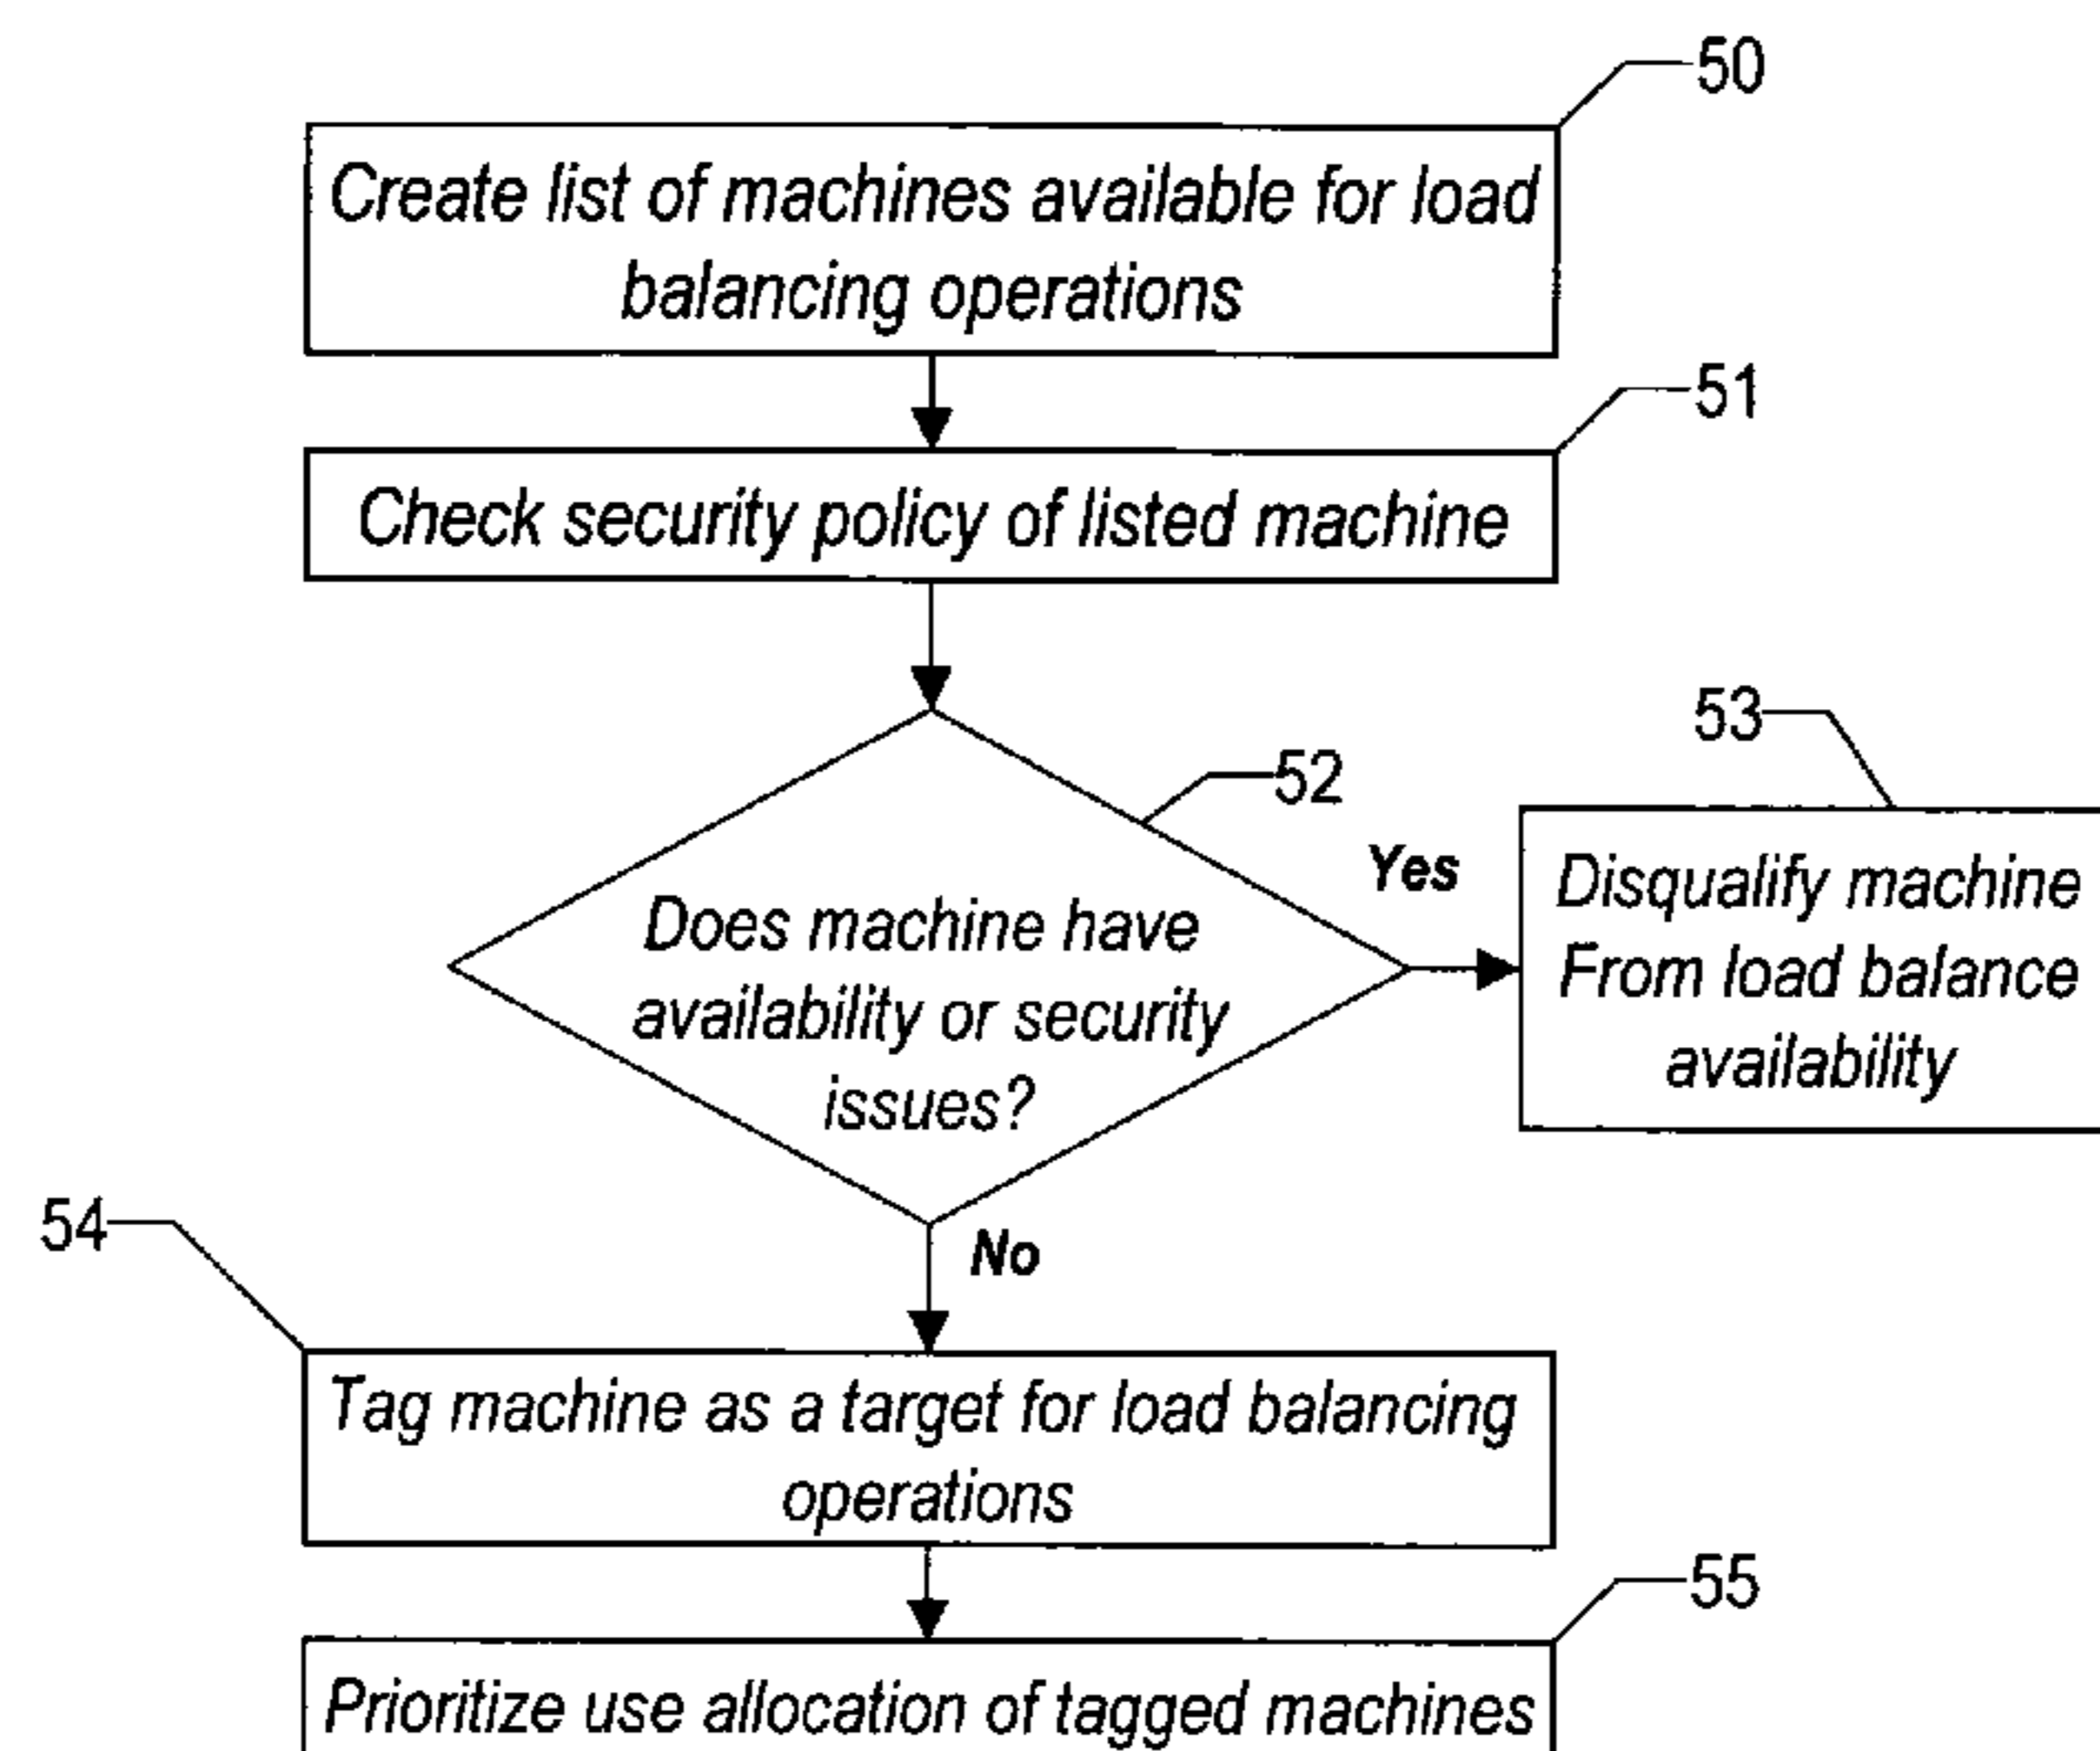 50
Create list of machines available for load
balancing operations
51
Check security policy of listed machine
52
53
Yes
Does machine have
availability or security
issues?
Disqualify machine
From load balance
availability
54
No
Tag machine as a target for load balancing
operations
55
Prioritize use allocation of tagged machines